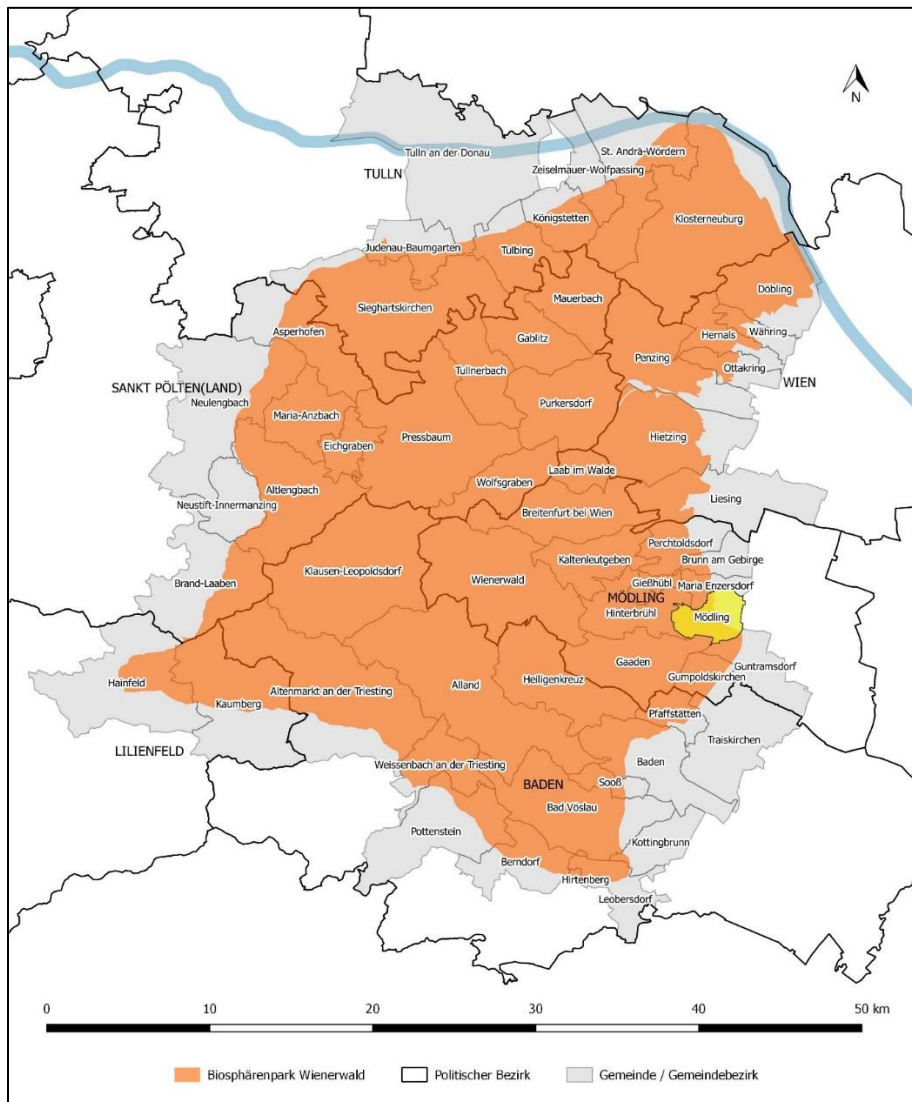 N
St. Andrä-Wördern
Tulln an der Donau
Zeiselmauer-Wolfpassing
TULLN
Königstetten
Klosterneuburg
Judenau-Baumgarten
Tulbing
Döbling
Mauerbach
Sieghartskirchen
Asperhofen
Währing
Hernals
Gablitz
Penzing
Ottakring
Tullnerbach
WIEN
SANKT PÖLTEN(LAND)
Neulengbach
Purkersdorf
Maria-Anzbach
Pressbaum
Hietzing
Eichgraben
Laab im Walde
Wolfsgraben
Altlengbach
Liesing
Neustift-Innermanzing
Breitenfurt bei Wien
Perchtoldsdorf
Kaltenleutgeben
Brunn am Gebirge
Klausen-Leopoldsdorf
Wienerwald
Brand-Laaben
Gießhübl
Maria Enzersdorf
MÖDLING
Hinterbrühl
Mödling
Gaaden
Guntramsdorf
Hainfeld
Altenmarkt an der Triesting
Alland
Heiligenkreuz
Gumpoldskirchen
Kaumberg
Pfaffstätten
Traiskirchen
LILIENFELD
Weissenbach an der Triesting
Baden
BADEN
Sooß
Bad Vöslau
Pottenstein
Kottingbrunn
Berndorf
Hirtenberg
Leobersdorf
0 10 20 30 40 50 km
Biosphärenpark Wienerwald Politischer Bezirk Gemeinde / Gemeindebezirk